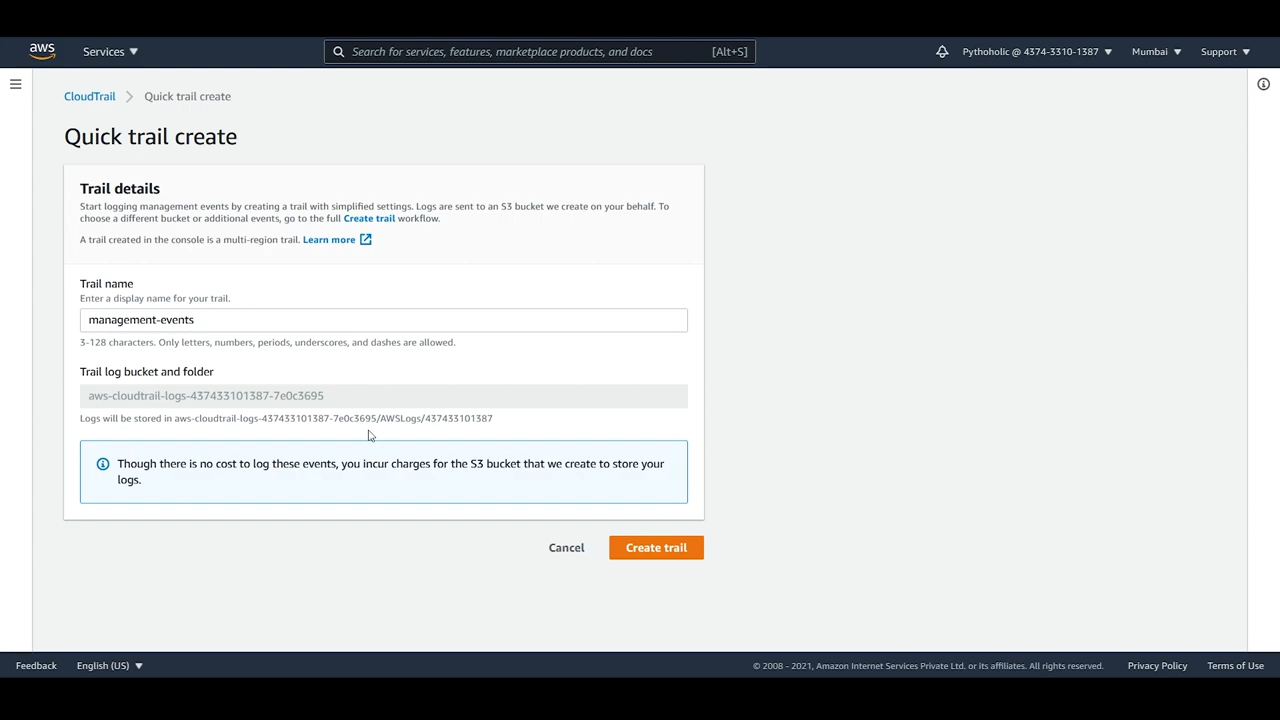 aws
Services
Search for services, features, marketplace products, and docs
[Alt+S]
Pythoholic @ 4374-3310-1387
Mumbai
Support
CloudTrail
Quick trail create
Quick trail create
Trail details
Start logging management events by creating a trail with simplified settings. Logs are sent to an S3 bucket we create on your behalf. To
choose a different bucket or additional events, go to the full Create trail workflow.
A trail created in the console is a multi-region trail. Learn more
Trail name
Enter a display name for your trail.
management-events
3-128 characters. Only letters, numbers, periods, underscores, and dashes are allowed.
Trail log bucket and folder
aws-cloudtrail-logs-437433101387-7e0c3695
Logs will be stored in aws-cloudtrail-logs-437433101387-7e0c3695/AWSLogs/437433101387
Though there is no cost to log these events, you incur charges for the S3 bucket that we create to store your
logs.
Cancel
Create trail
Feedback
English (US)
© 2008 - 2021, Amazon Internet Services Private Ltd. or its affiliates. All rights reserved.
Privacy Policy
Terms of Use